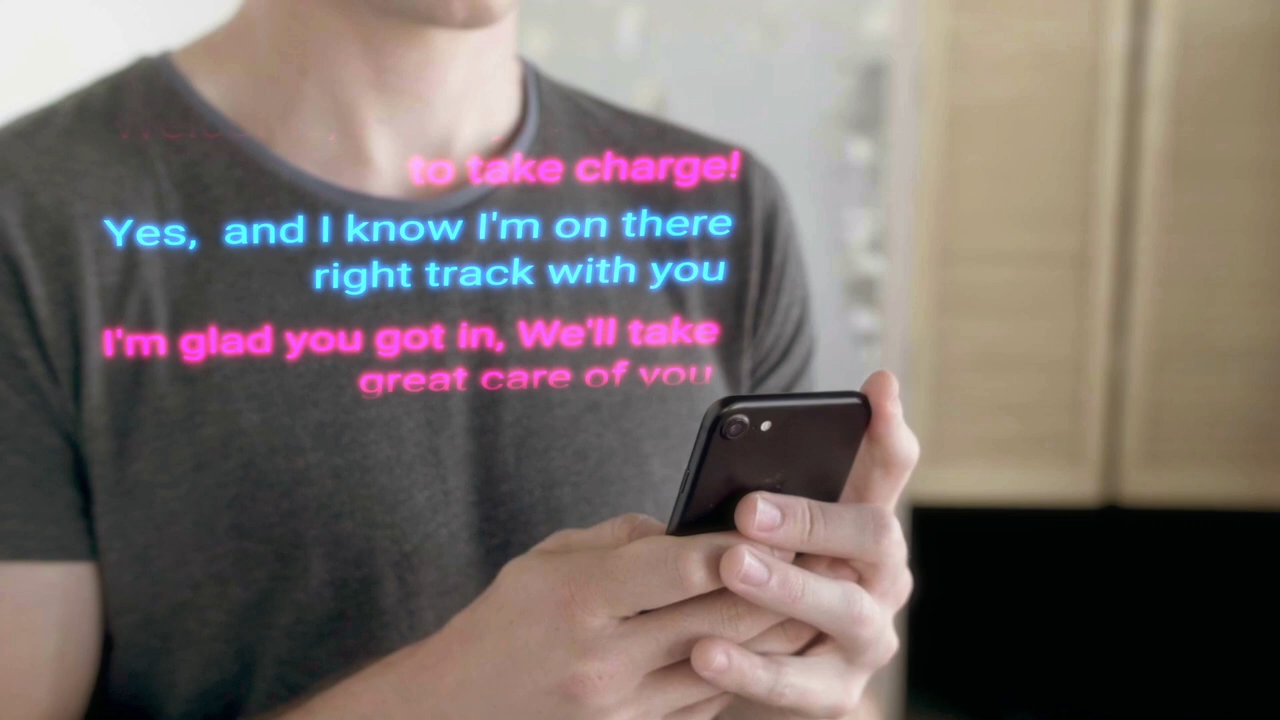 to take charge!
Yes, and I know I'm on there
right track with you
I'm glad you got in, We'll take
great care of you